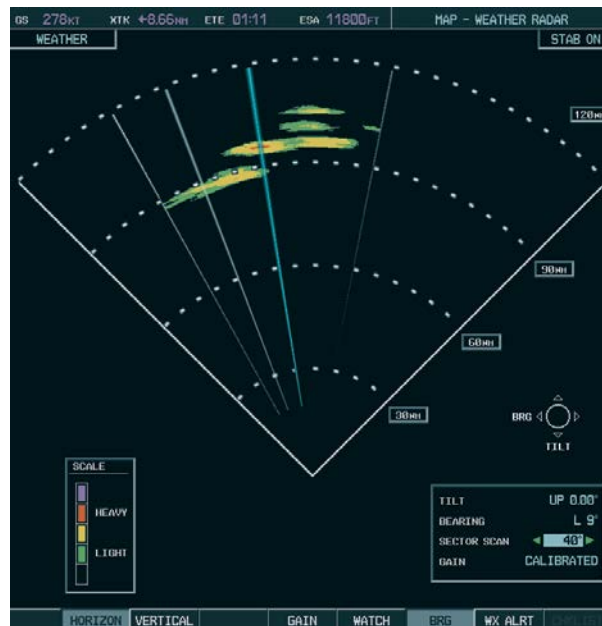 GS 278KT XTK +8.66NM ETE 01:11 ESA 11800FT MAP - WEATHER RADAR
WEATHER STAB ON
120NM
90NM
60NM
30NM
BRG
TILT
SCALE
HEAVY
LIGHT
TILT UP 0.00°
BEARING L 9°
SECTOR SCAN 40°
GAIN CALIBRATED
HORIZON VERTICAL GAIN WATCH BRG WX ALRT